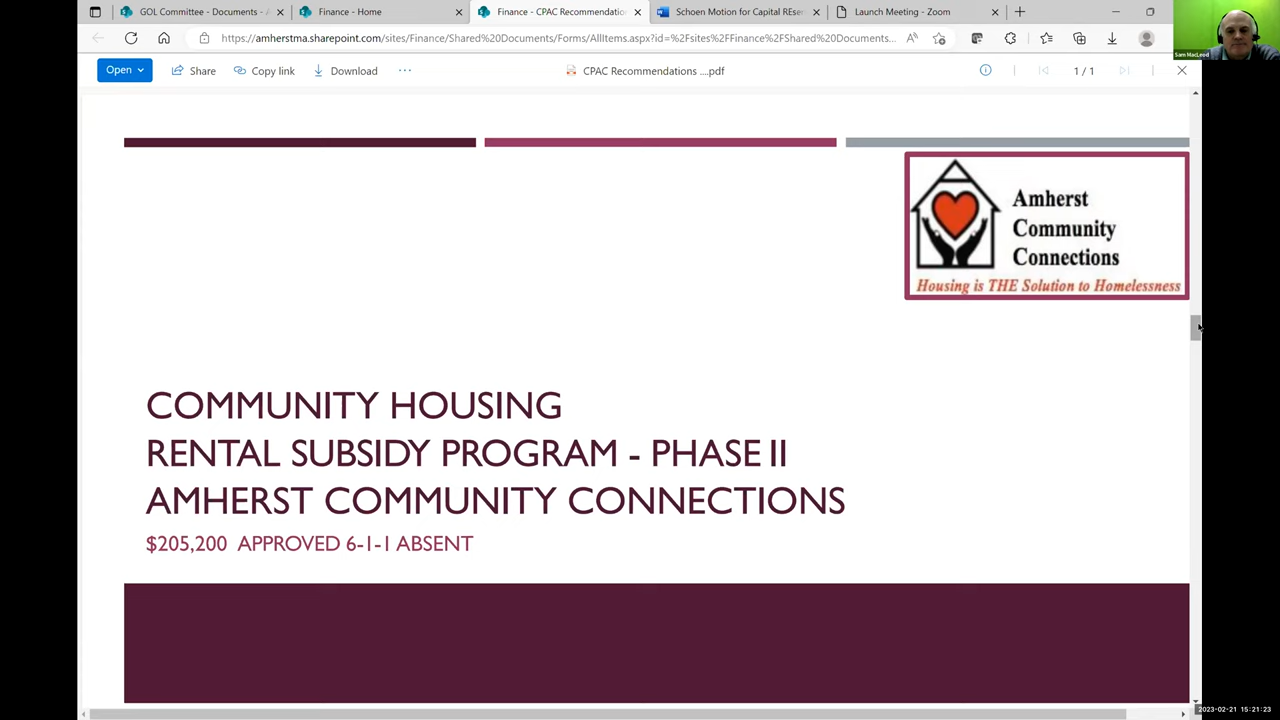 GOL Committee - Documents - A
Finance - Home
Finance - CPAC Recommendatio
Schoen Motion for Capital REser
Launch Meeting - Zoom
https://amherstma.sharepoint.com/sites/Finance/Shared%20Documents/Forms/AllItems.aspx?id=%2Fsites%2FFinance%2FShared%20Documents...
Open
Share
Copy link
Download
...
CPAC Recommendations ....pdf
1 / 1
Sam MacLeod
Amherst
Community
Connections
Housing is THE Solution to Homelessness
COMMUNITY HOUSING
RENTAL SUBSIDY PROGRAM - PHASE II
AMHERST COMMUNITY CONNECTIONS
$205,200 APPROVED 6-1-1 ABSENT
2023-02-21 15:21:23